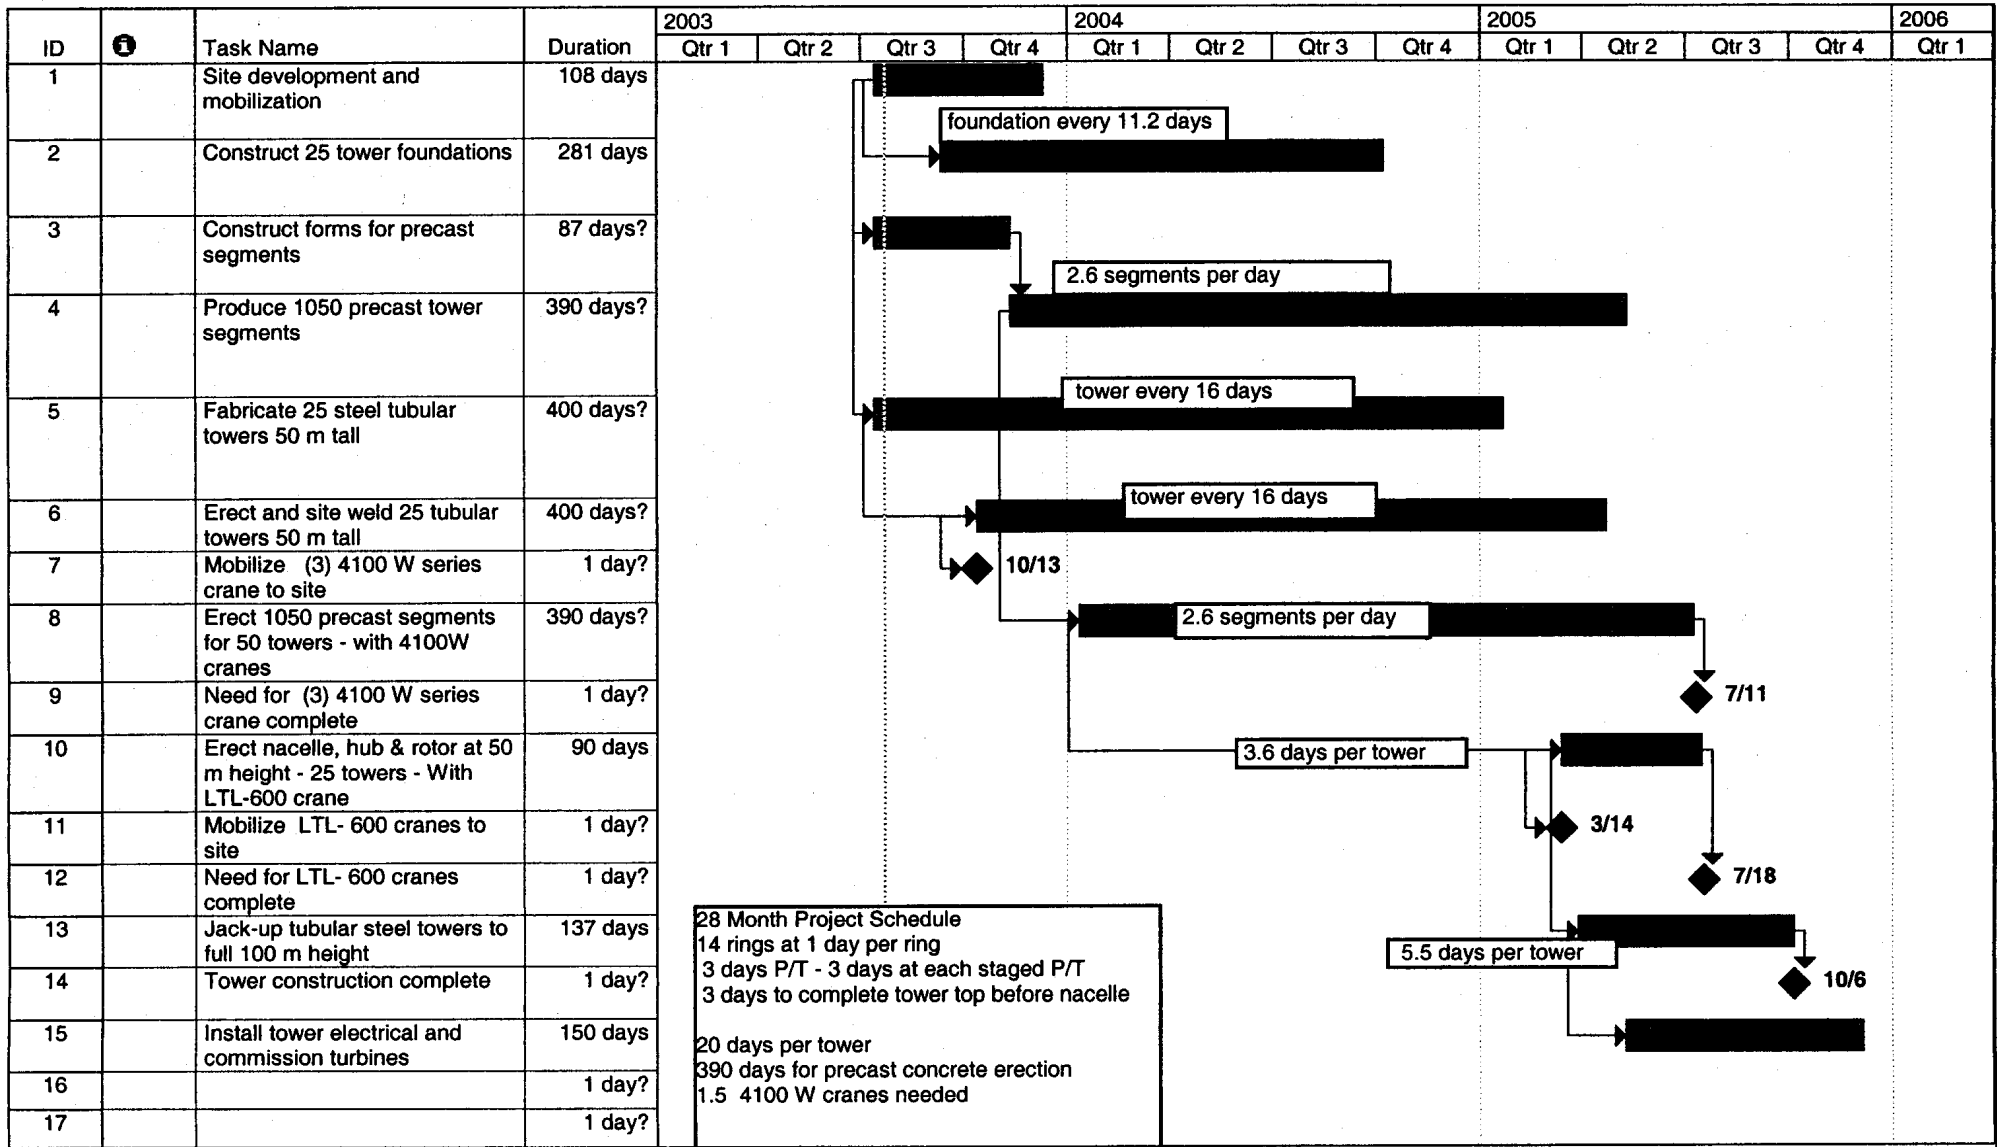 2003 2004 2005 2006
ID Task Name Duration Qtr 1 Qtr 2 Qtr 3 Qtr 4 Qtr 1 Qtr 2 Qtr 3 Qtr 4 Qtr 1 Qtr 2 Qtr 3 Qtr 4 Qtr 1
1 Site development and 108 days
mobilization
foundation every 11.2 days
2 Construct 25 tower foundations 281 days
3 Construct forms for precast 87 days?
segments
2.6 segments per day
4 Produce 1050 precast tower 390 days?
segments
tower every 16 days
5 Fabricate 25 steel tubular 400 days?
towers 50 m tall
tower every 16 days
6 Erect and site weld 25 tubular 400 days?
towers 50 m tall
7 Mobilize (3) 4100 W series 1 day? 10/13
crane to site
8 Erect 1050 precast segments 390 days? 2.6 segments per day
for 50 towers - with 4100W
cranes
9 Need for (3) 4100 W series 1 day? 7/11
crane complete
10 Erect nacelle, hub & rotor at 50 90 days 3.6 days per tower
m height - 25 towers - With
LTL-600 crane
11 Mobilize LTL- 600 cranes to 1 day? 3/14
site
12 Need for LTL- 600 cranes 1 day? 7/18
complete
13 Jack-up tubular steel towers to 137 days
full 100 m height
5.5 days per tower
14 Tower construction complete 1 day? 10/6
15 Install tower electrical and 150 days
commission turbines
16 1 day?
17 1 day?
28 Month Project Schedule
14 rings at 1 day per ring
3 days P/T - 3 days at each staged P/T
3 days to complete tower top before nacelle
20 days per tower
390 days for precast concrete erection
1.5 4100 W cranes needed